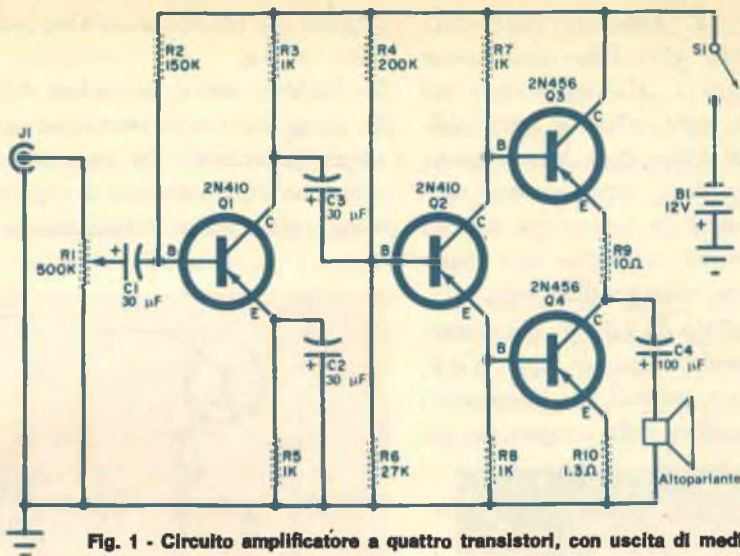 R2
150K
R3
1K
R4
200K
R7
1K
S1
2N456
Q3
C
B
E
J1
2N410
Q1
C
B
E
C3
30 µF
2N410
Q2
C
B
E
B1
12V
R1
500K
C1
30 µF
R9
10Ω
2N456
Q4
C
B
E
C2
30 µF
C4
100 µF
R5
1K
R6
27K
R8
1K
R10
1.3Ω
Altoparlante
Fig. 1 - Circuito amplificatore a quattro transistori, con uscita di medi